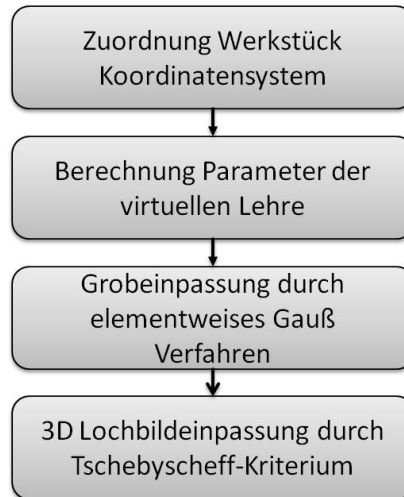 Zuordnung Werkstück
Koordinatensystem
Berechnung Parameter der
virtuellen Lehre
Grobeinpassung durch
elementweises Gauß
Verfahren
3D Lochbildeinpassung durch
Tschebyscheff-Kriterium